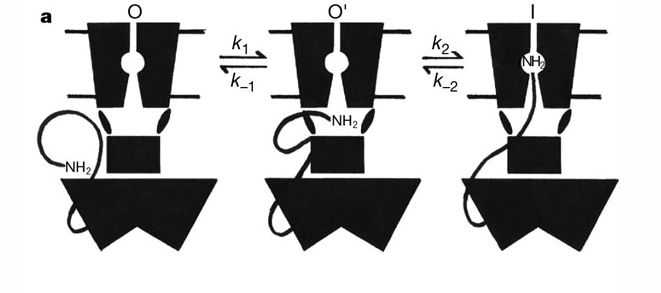 a
O
O'
I
k₁
k₋₁
k₂
k₋₂
NH₂
NH₂
NH₂